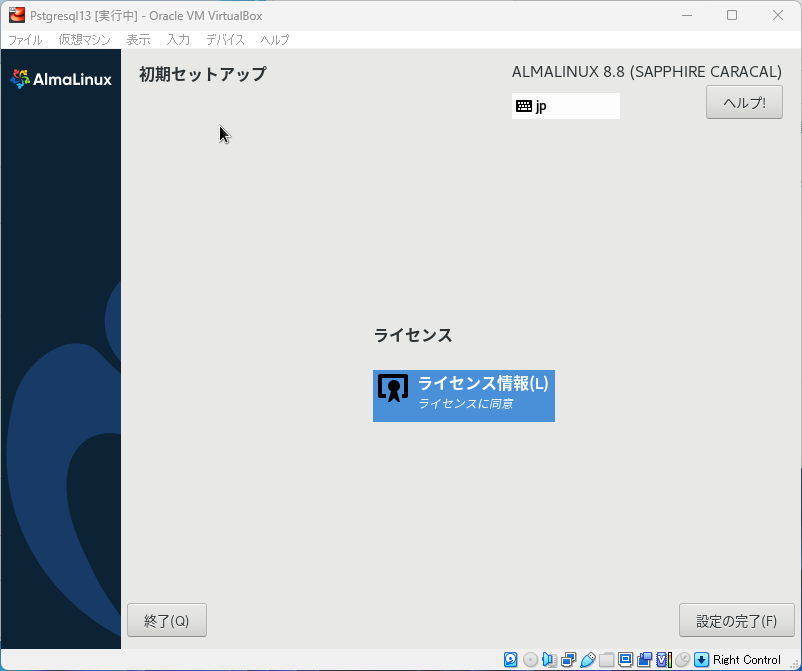 Pstgresql13 [実行中] - Oracle VM VirtualBox
ファイル 仮想マシン 表示 入力 デバイス ヘルプ
AlmaLinux
初期セットアップ
ALMALINUX 8.8 (SAPPHIRE CARACAL)
jp
ヘルプ!
ライセンス
ライセンス情報(L)
ライセンスに同意
終了(Q)
設定の完了(F)
Right Control